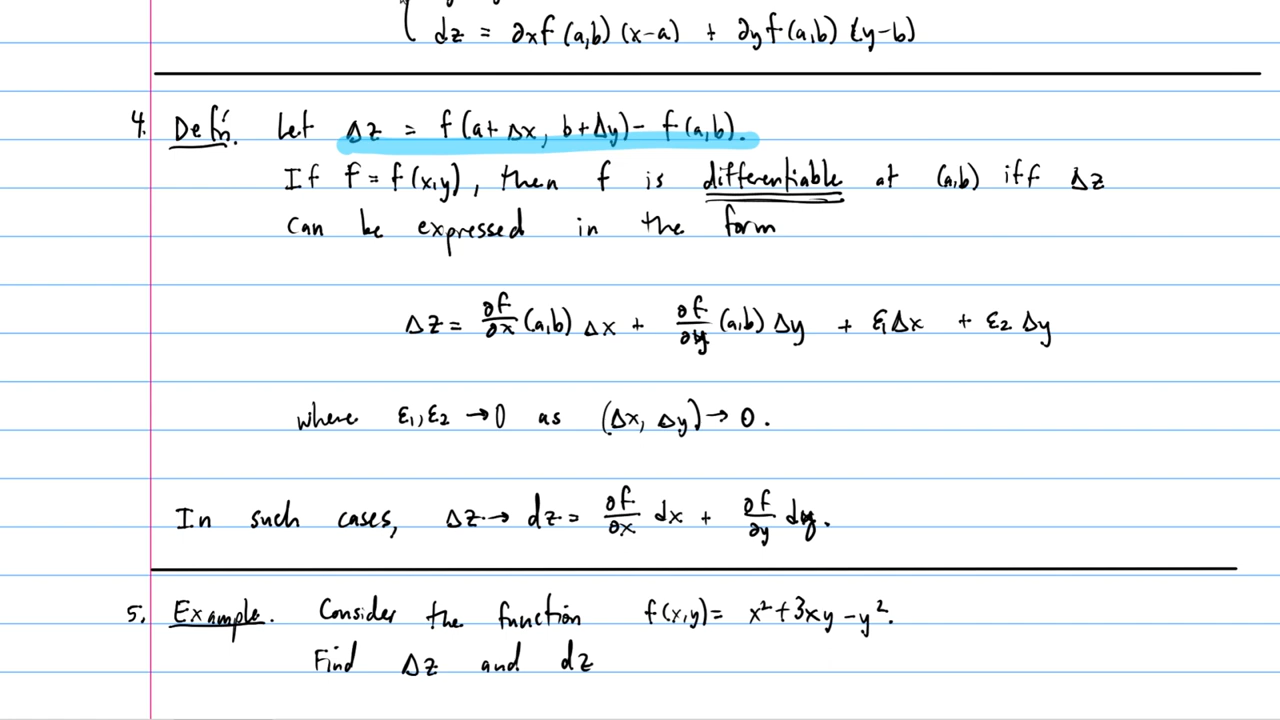 dz = ∂xf(a,b)(x-a) + ∂yf(a,b)(y-b)
4. Def'n. Let Δz = f(a+Δx, b+Δy) - f(a,b).
If f = f(x,y), then f is differentiable at (a,b) iff Δz
can be expressed in the form
Δz = ∂f/∂x (a,b) Δx + ∂f/∂y (a,b) Δy + ε₁Δx + ε₂Δy
where ε₁,ε₂ → 0 as (Δx, Δy) → 0.
In such cases, Δz → dz = ∂f/∂x dx + ∂f/∂y dy.
5. Example. Consider the function f(x,y) = x²+3xy-y².
Find Δz and dz